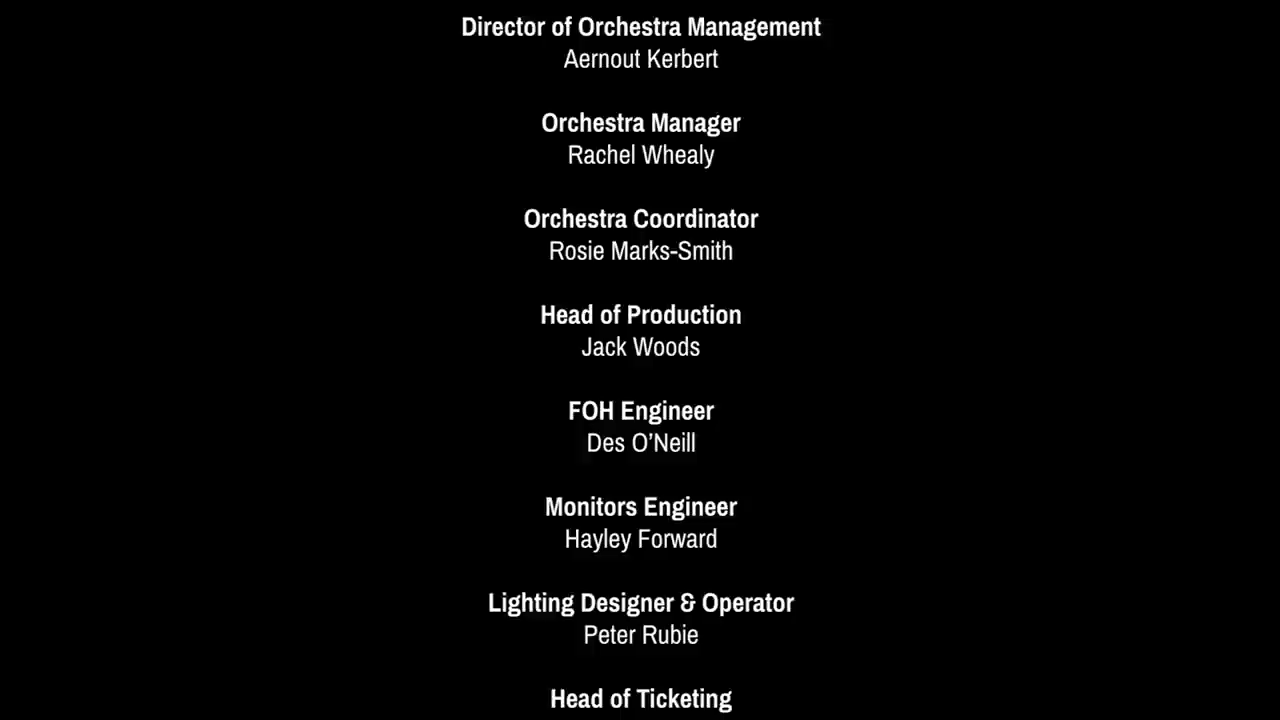 Director of Orchestra Management
Aernout Kerbert
Orchestra Manager
Rachel Whealy
Orchestra Coordinator
Rosie Marks-Smith
Head of Production
Jack Woods
FOH Engineer
Des O’Neill
Monitors Engineer
Hayley Forward
Lighting Designer & Operator
Peter Rubie
Head of Ticketing